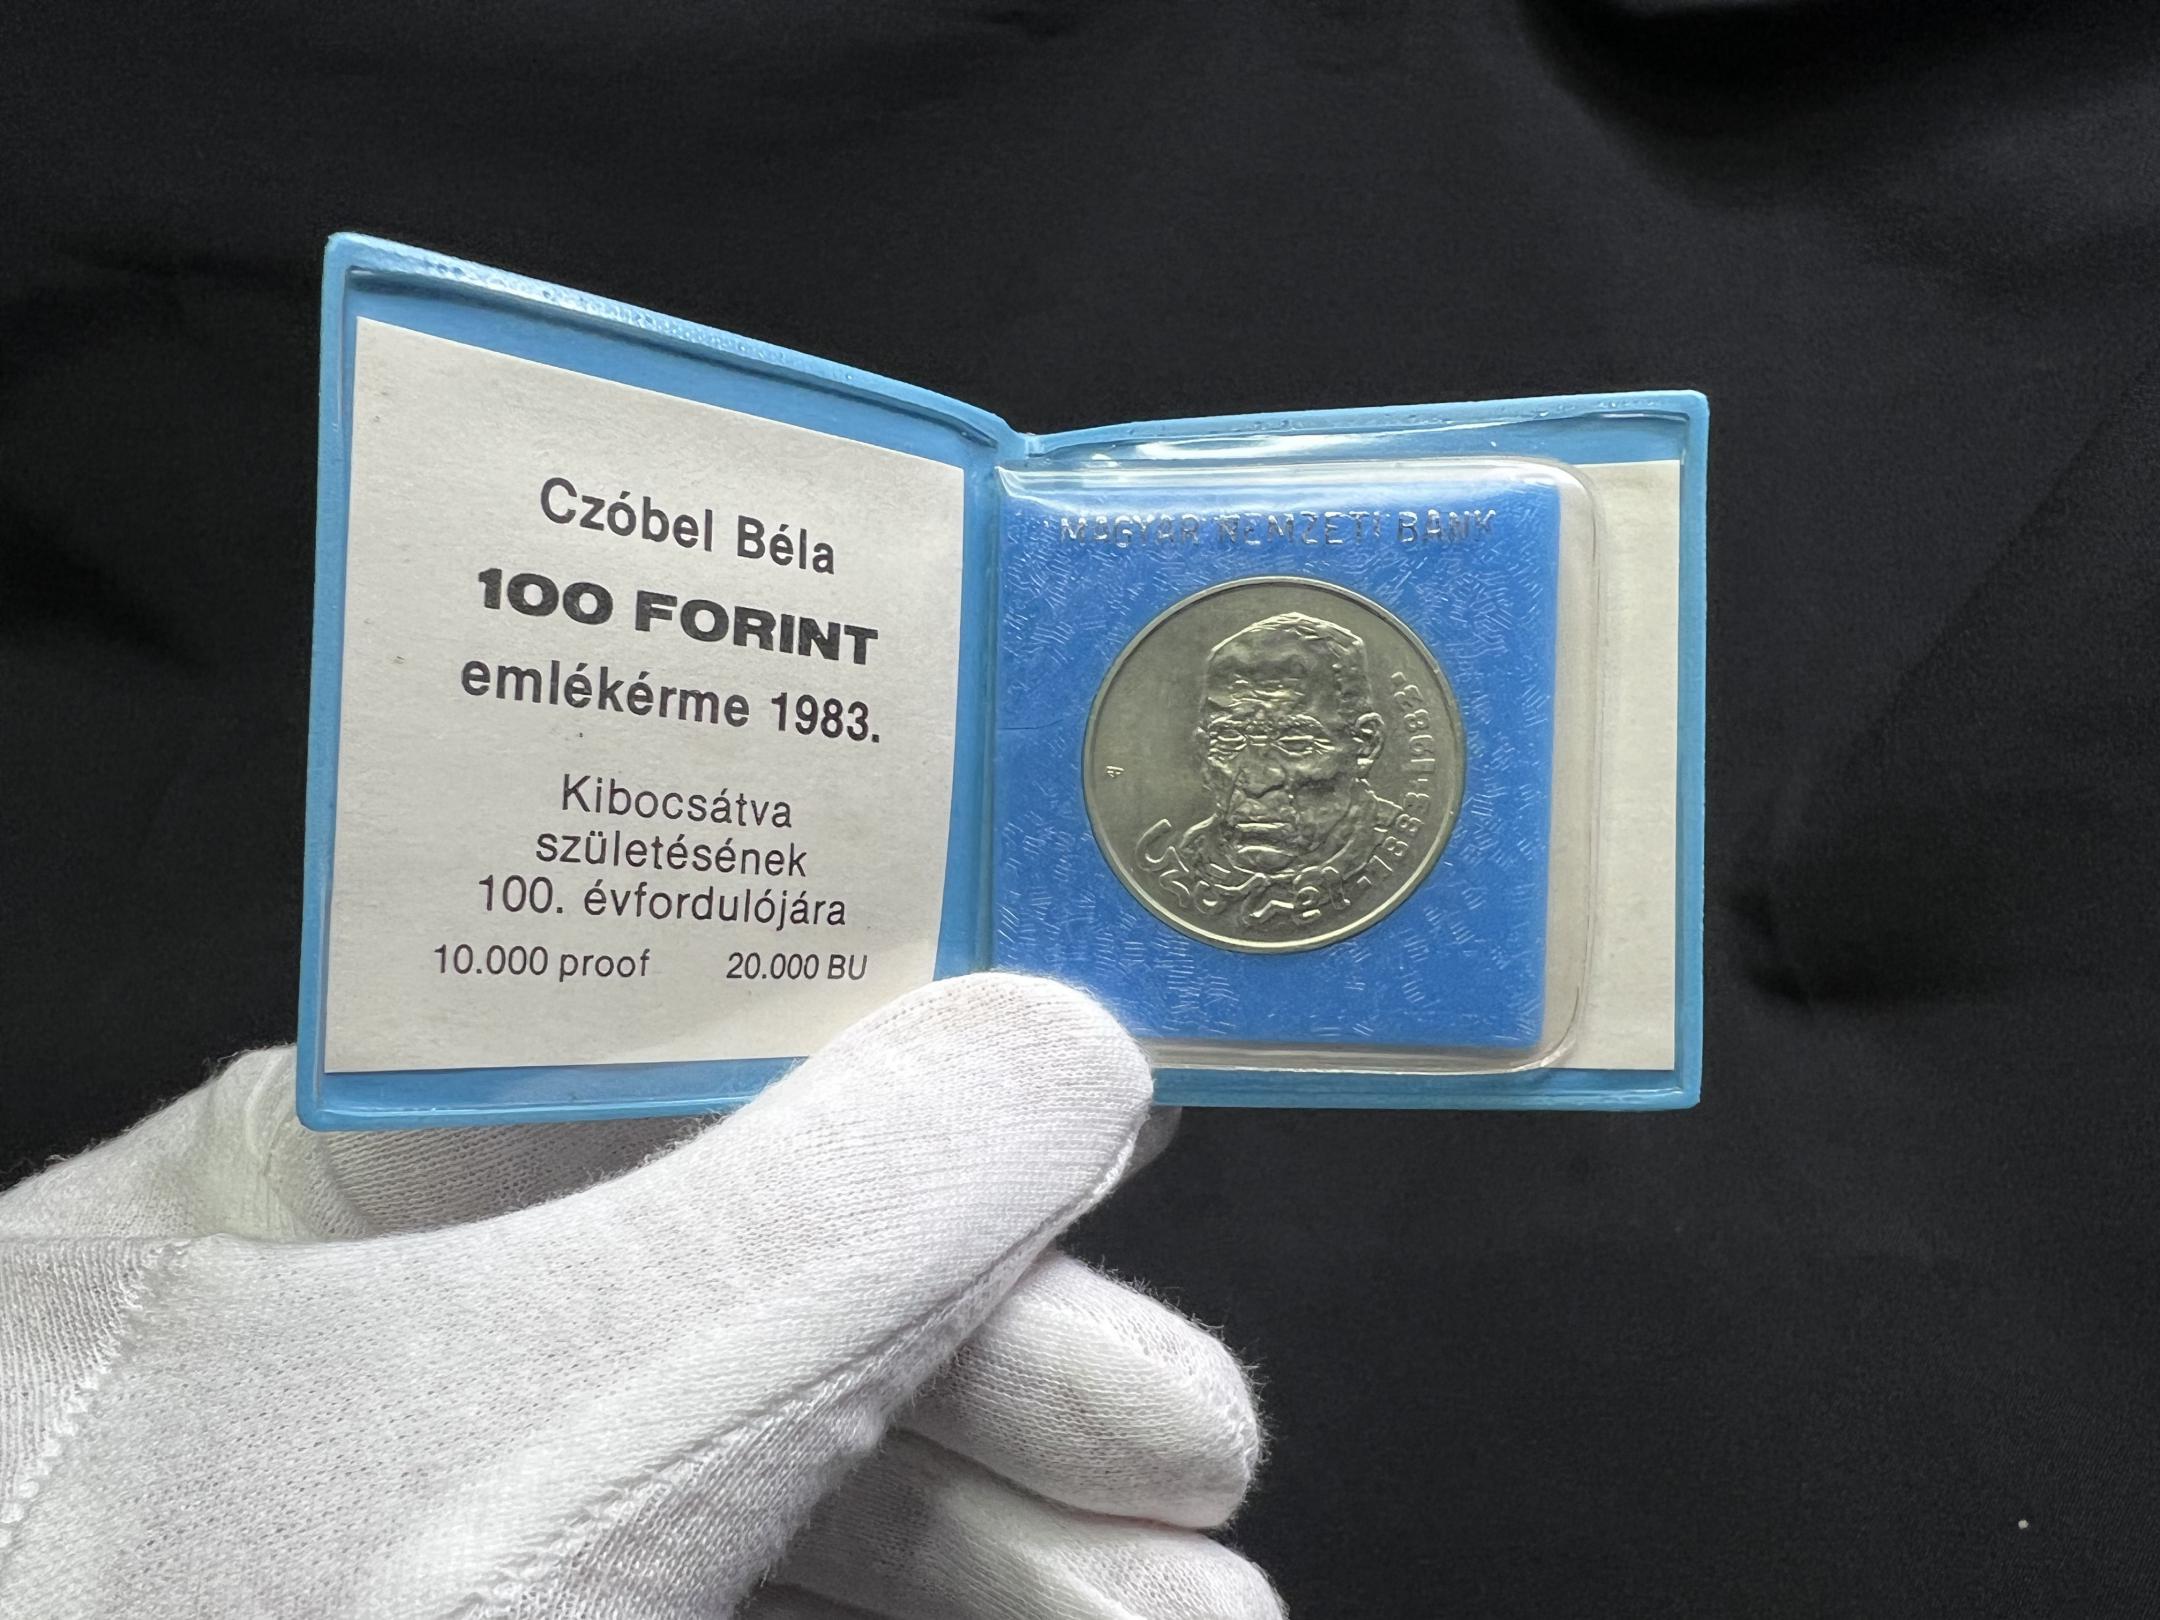 Czóbel Béla
100 FORINT
emlékérme 1983.
Kibocsátva
születésének
100. évfordulójára
10.000 proof 20.000 BU
MAGYAR NEMZETI BANK
Czóbel 1883-1983